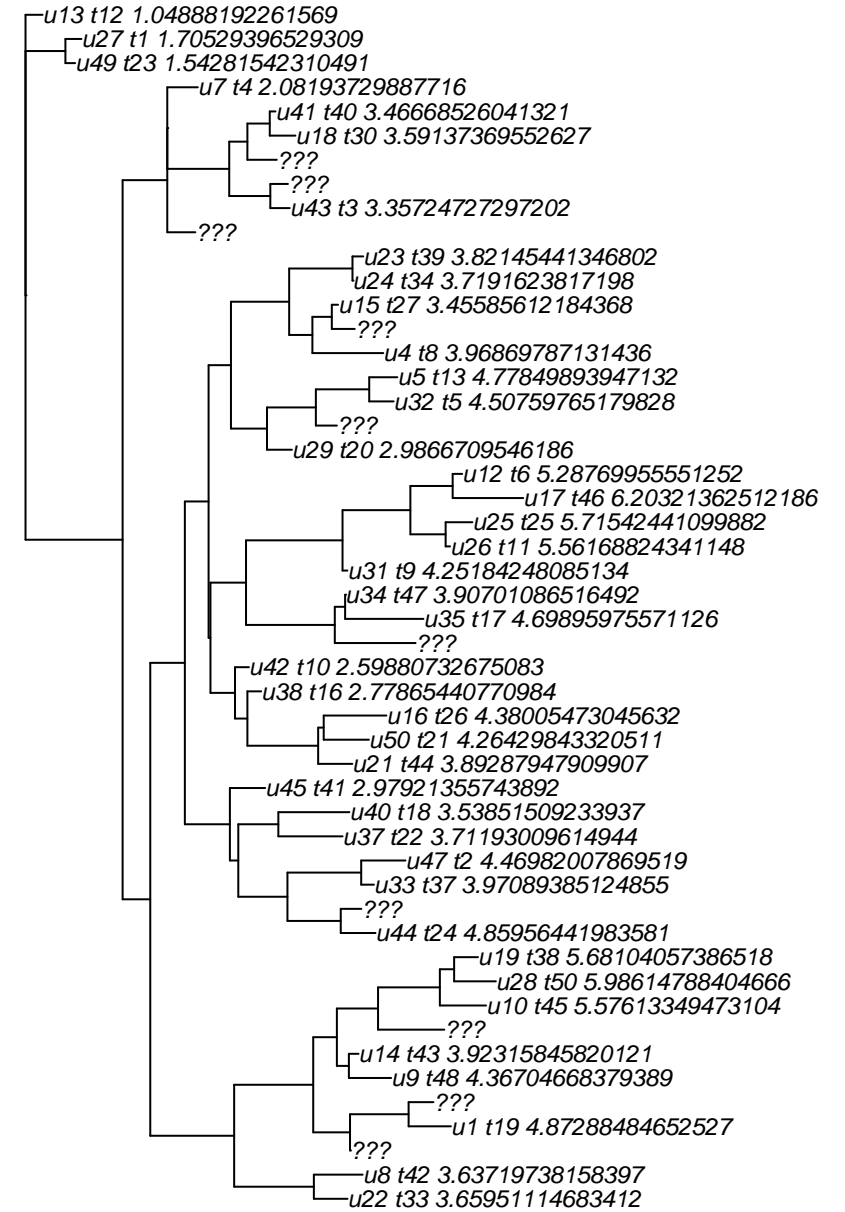 u13 t12 1.04888192261569
u27 t1 1.70529396529309
u49 t23 1.54281542310491
u7 t4 2.08193729887716
u41 t40 3.46668526041321
u18 t30 3.59137369552627
???
???
u43 t3 3.35724727297202
???
u23 t39 3.82145441346802
u24 t34 3.7191623817198
u15 t27 3.45585612184368
???
u4 t8 3.96869787131436
u5 t13 4.77849893947132
u32 t5 4.50759765179828
???
u29 t20 2.9866709546186
u12 t6 5.28769955551252
u17 t46 6.20321362512186
u25 t25 5.71542441099882
u26 t11 5.56168824341148
u31 t9 4.25184248085134
u34 t47 3.90701086516492
u35 t17 4.69895975571126
???
u42 t10 2.59880732675083
u38 t16 2.77865440770984
u16 t26 4.38005473045632
u50 t21 4.26429843320511
u21 t44 3.89287947909907
u45 t41 2.97921355743892
u40 t18 3.53851509233937
u37 t22 3.71193009614944
u47 t2 4.46982007869519
u33 t37 3.97089385124855
???
u44 t24 4.85956441983581
u19 t38 5.68104057386518
u28 t50 5.98614788404666
u10 t45 5.57613349473104
???
u14 t43 3.92315845820121
u9 t48 4.36704668379389
???
u1 t19 4.87288484652527
???
u8 t42 3.63719738158397
u22 t33 3.65951114683412